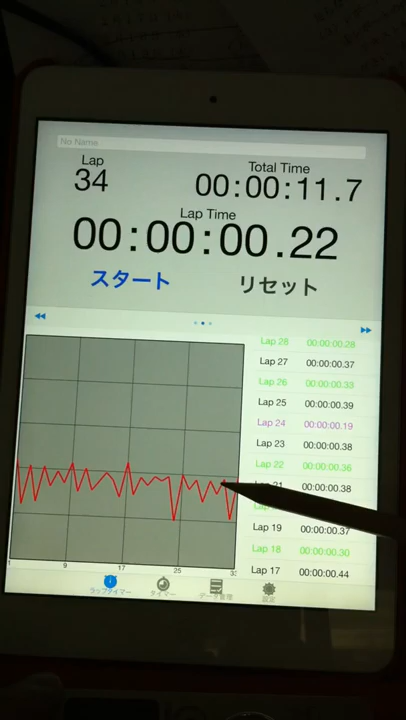 No Name
Lap
34
Total Time
00:00:11.7
Lap Time
00:00:00.22
スタート
リセット
Lap 28 00:00:00.28
Lap 27 00:00:00.37
Lap 26 00:00:00.33
Lap 25 00:00:00.39
Lap 24 00:00:00.19
Lap 23 00:00:00.38
Lap 22 00:00:00.36
00:00:00.38
Lap 19 00:00:00.37
Lap 18 00:00:00.30
Lap 17 00:00:00.44
1 9 17 25
ラップタイマー タイマー データ管理 設定